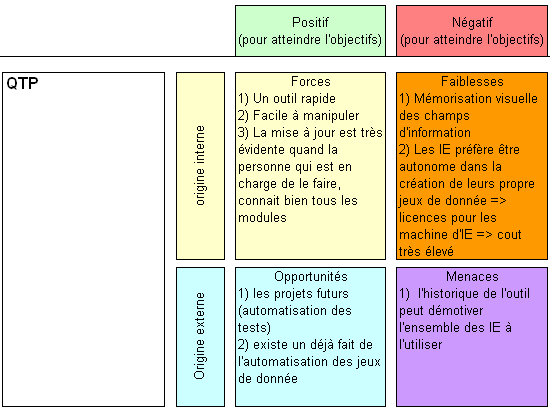 Positif
(pour atteindre l'objectifs)
Négatif
(pour atteindre l'objectifs)
QTP
origine interne
Forces
1) Un outil rapide
2) Facile à manipuler
3) La mise à jour est très
évidente quand la
personne qui est en
charge de le faire,
connait bien tous les
modules
Faiblesses
1) Mémorisation visuelle
des champs
d'information
2) Les IE préfère être
autonome dans la
création de leurs propre
jeux de donnée =>
licences pour les
machine d'IE => cout
très élevé
Origine externe
Opportunités
1) les projets futurs
(automatisation des
tests)
2) existe un déjà fait de
l'automatisation des jeux
de donnée
Menaces
1) l'historique de l'outil
peut démotiver
l'ensemble des IE à
l'utiliser